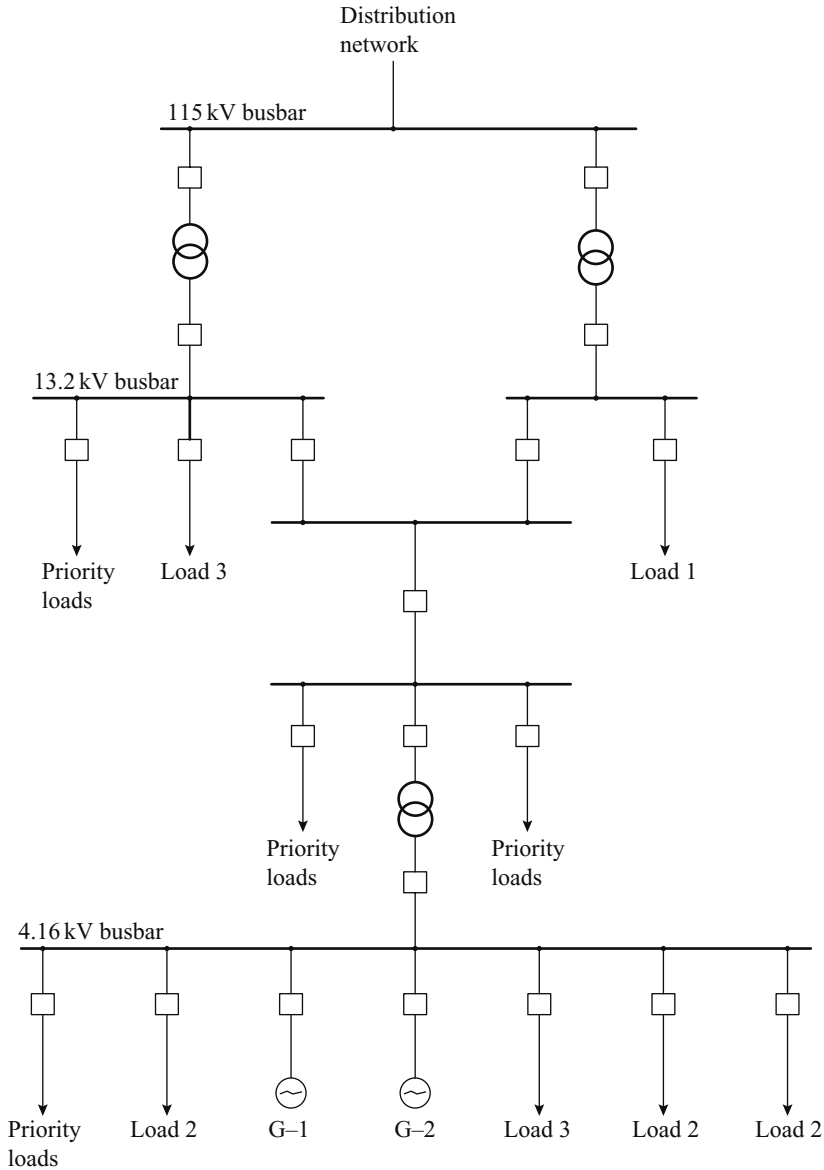 Distribution
network
115 kV busbar
13.2 kV busbar
Priority
loads
Load 3
Load 1
Priority
loads
Priority
loads
4.16 kV busbar
Priority
loads
Load 2
G–1
G–2
Load 3
Load 2
Load 2